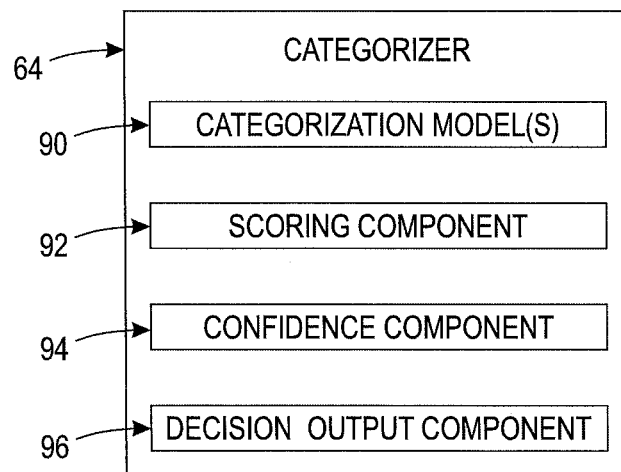 64 CATEGORIZER
90 CATEGORIZATION MODEL(S)
92 SCORING COMPONENT
94 CONFIDENCE COMPONENT
96 DECISION OUTPUT COMPONENT